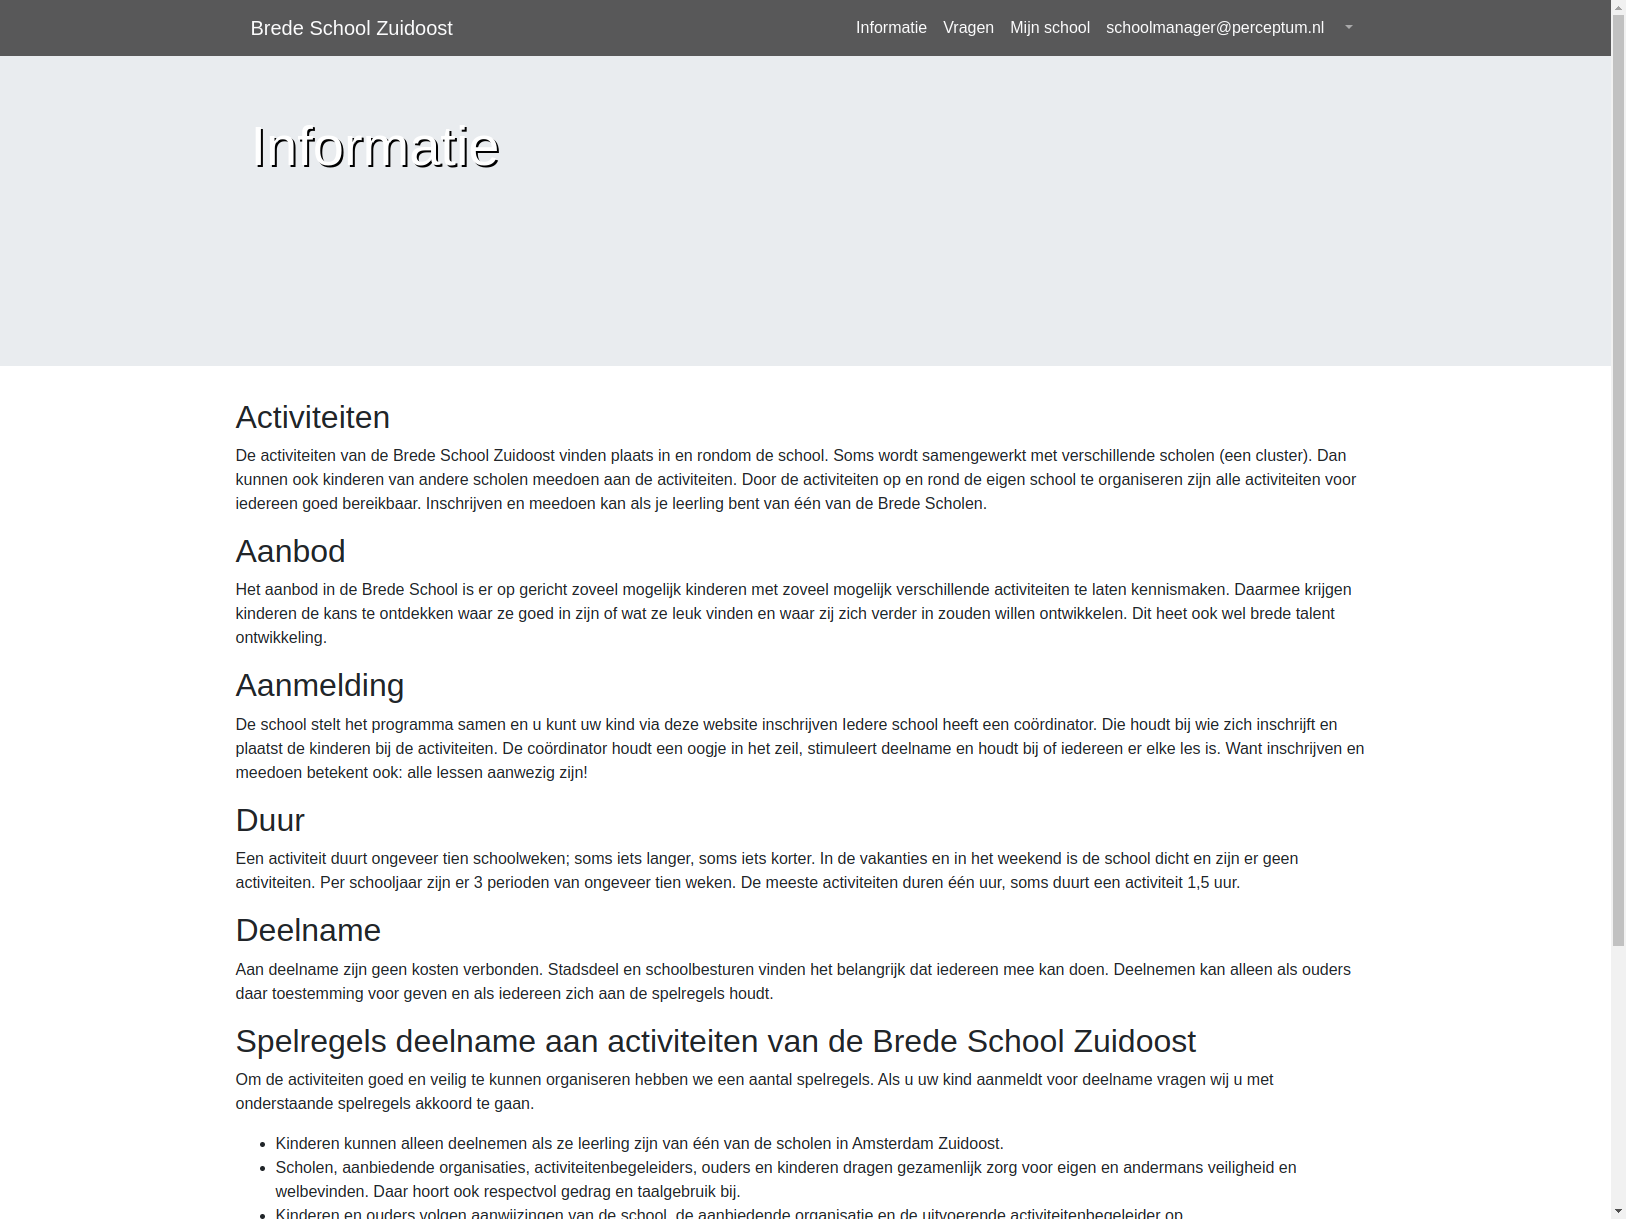 Brede School Zuidoost
Informatie Vragen Mijn school schoolmanager@perceptum.nl
Informatie
Activiteiten
De activiteiten van de Brede School Zuidoost vinden plaats in en rondom de school. Soms wordt samengewerkt met verschillende scholen (een cluster). Dan
kunnen ook kinderen van andere scholen meedoen aan de activiteiten. Door de activiteiten op en rond de eigen school te organiseren zijn alle activiteiten voor
iedereen goed bereikbaar. Inschrijven en meedoen kan als je leerling bent van één van de Brede Scholen.
Aanbod
Het aanbod in de Brede School is er op gericht zoveel mogelijk kinderen met zoveel mogelijk verschillende activiteiten te laten kennismaken. Daarmee krijgen
kinderen de kans te ontdekken waar ze goed in zijn of wat ze leuk vinden en waar zij zich verder in zouden willen ontwikkelen. Dit heet ook wel brede talent
ontwikkeling.
Aanmelding
De school stelt het programma samen en u kunt uw kind via deze website inschrijven Iedere school heeft een coördinator. Die houdt bij wie zich inschrijft en
plaatst de kinderen bij de activiteiten. De coördinator houdt een oogje in het zeil, stimuleert deelname en houdt bij of iedereen er elke les is. Want inschrijven en
meedoen betekent ook: alle lessen aanwezig zijn!
Duur
Een activiteit duurt ongeveer tien schoolweken; soms iets langer, soms iets korter. In de vakanties en in het weekend is de school dicht en zijn er geen
activiteiten. Per schooljaar zijn er 3 perioden van ongeveer tien weken. De meeste activiteiten duren één uur, soms duurt een activiteit 1,5 uur.
Deelname
Aan deelname zijn geen kosten verbonden. Stadsdeel en schoolbesturen vinden het belangrijk dat iedereen mee kan doen. Deelnemen kan alleen als ouders
daar toestemming voor geven en als iedereen zich aan de spelregels houdt.
Spelregels deelname aan activiteiten van de Brede School Zuidoost
Om de activiteiten goed en veilig te kunnen organiseren hebben we een aantal spelregels. Als u uw kind aanmeldt voor deelname vragen wij u met
onderstaande spelregels akkoord te gaan.
• Kinderen kunnen alleen deelnemen als ze leerling zijn van één van de scholen in Amsterdam Zuidoost.
• Scholen, aanbiedende organisaties, activiteitenbegeleiders, ouders en kinderen dragen gezamenlijk zorg voor eigen en andermans veiligheid en
welbevinden. Daar hoort ook respectvol gedrag en taalgebruik bij.
• Kinderen en ouders volgen aanwijzingen van de school, de aanbiedende organisatie en de uitvoerende activiteitenbegeleider op